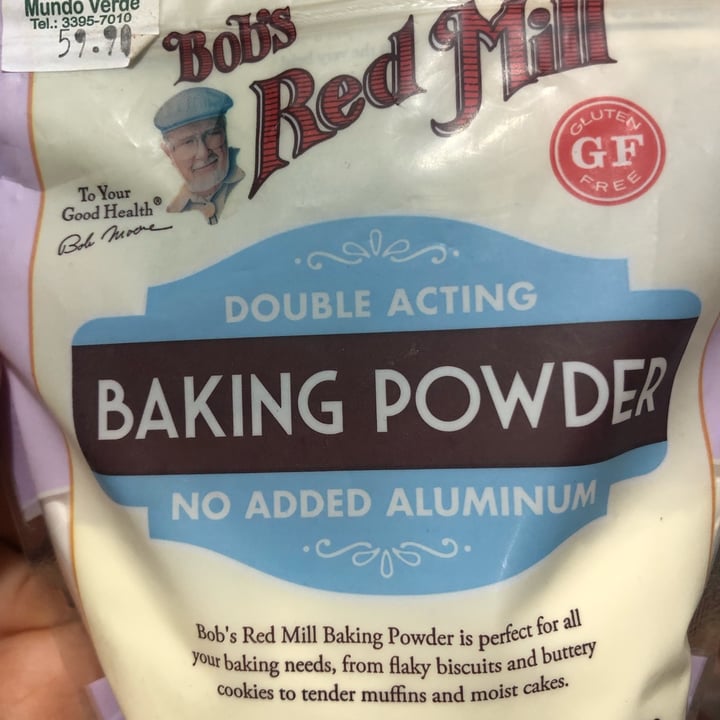 Mundo Verde
Tel.: 3395-7010
59.90
Bob's
Red Mill
GLUTEN
GF
FREE
To Your
Good Health®
Bob Moore
DOUBLE ACTING
BAKING POWDER
NO ADDED ALUMINUM
Bob's Red Mill Baking Powder is perfect for all
your baking needs, from flaky biscuits and buttery
cookies to tender muffins and moist cakes.